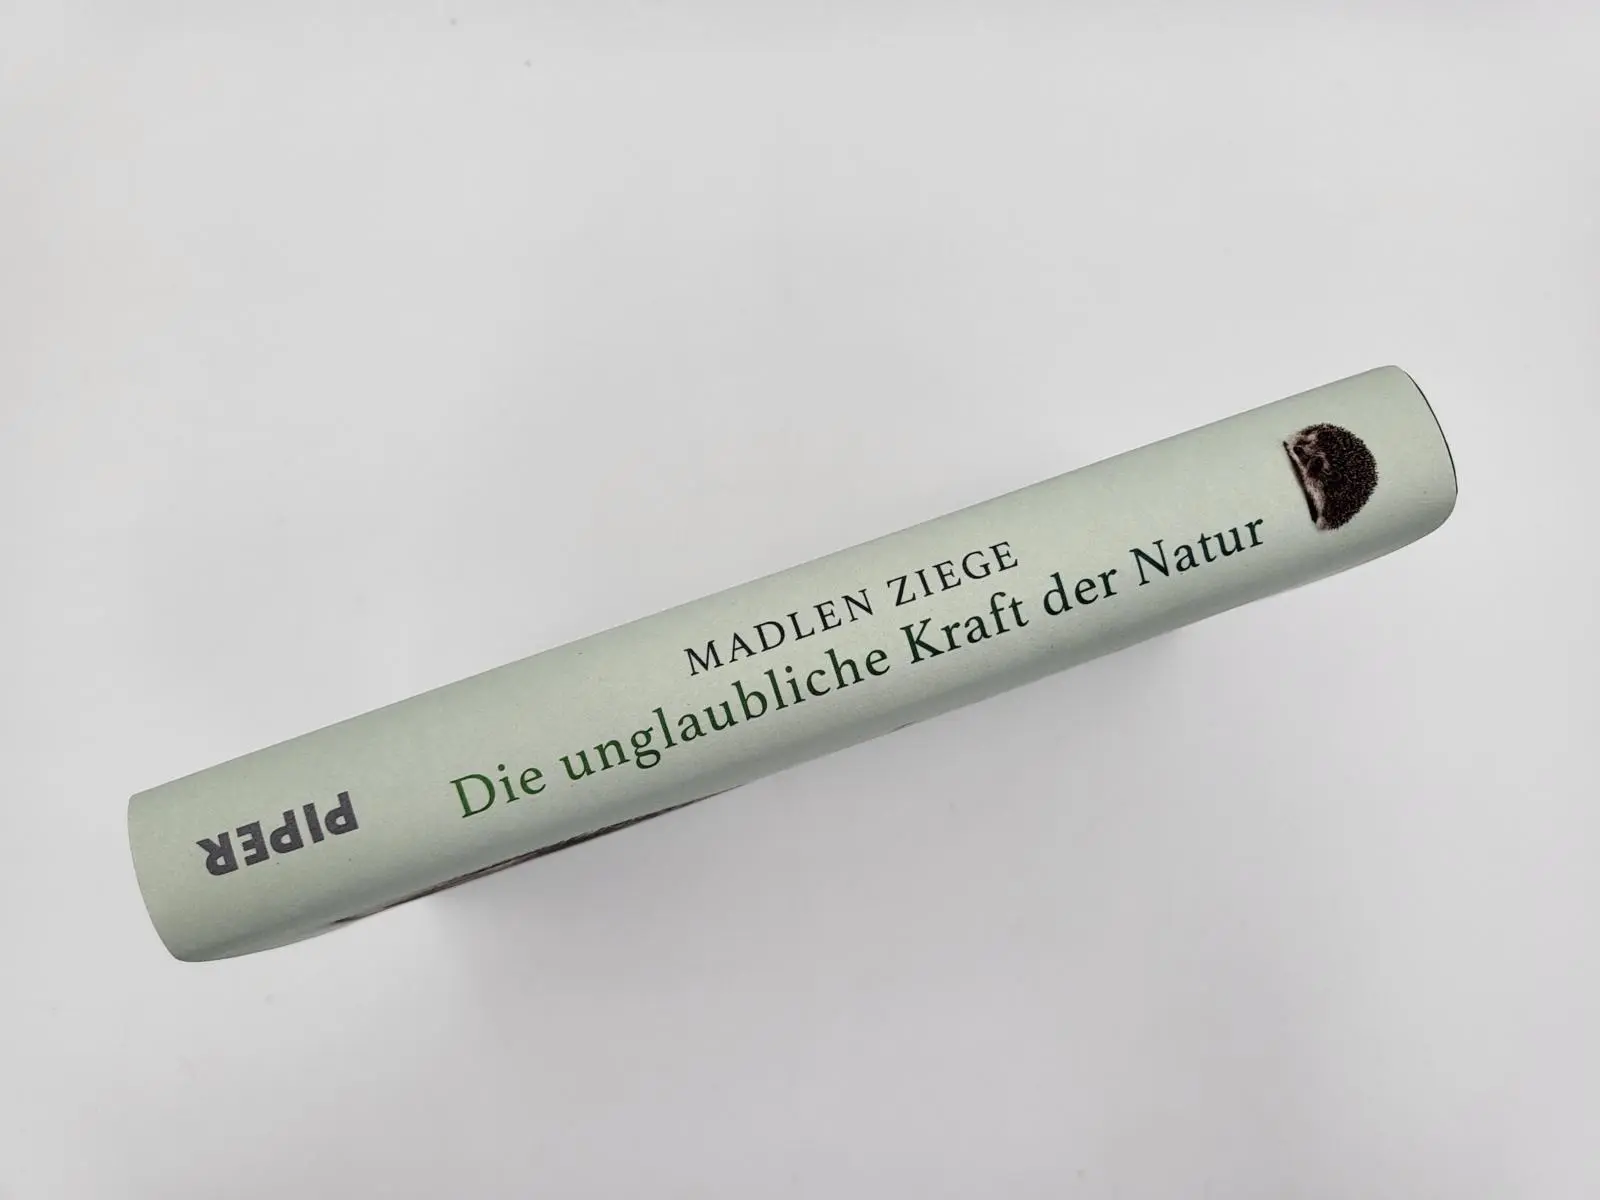 MADLEN ZIEGE
Die unglaubliche Kraft der Natur
PIPER